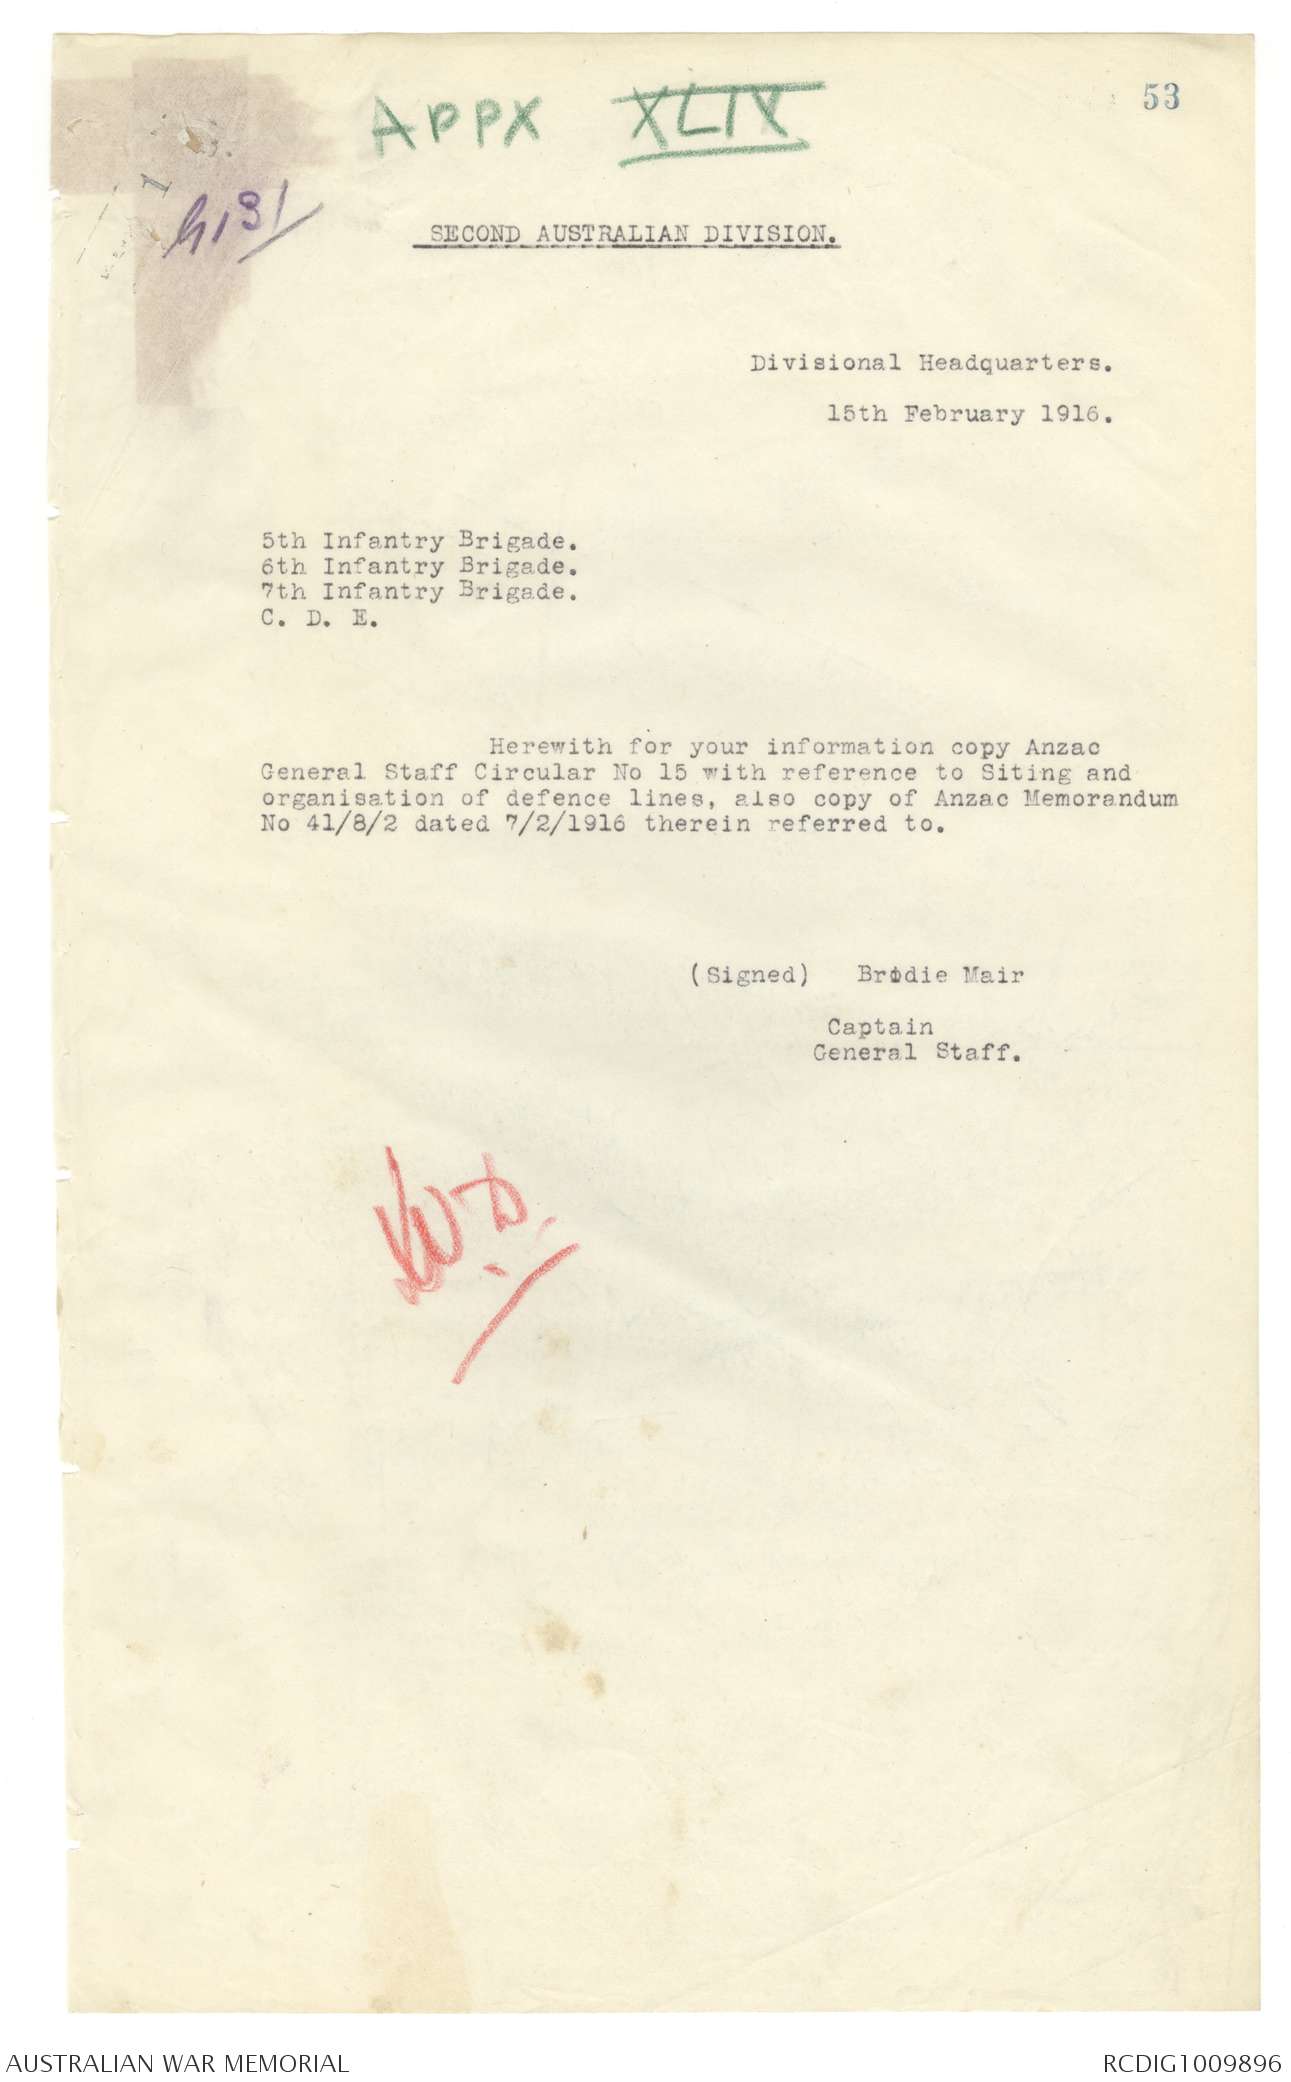 APPX XLIX
53
G131
SECOND AUSTRALIAN DIVISION.
Divisional Headquarters.
15th February 1916.
5th Infantry Brigade.
6th Infantry Brigade.
7th Infantry Brigade.
C. D. E.
Herewith for your information copy Anzac
General Staff Circular No 15 with reference to Siting and
organisation of defence lines, also copy of Anzac Memorandum
No 41/8/2 dated 7/2/1916 therein referred to.
(Signed) Brodie Mair
Captain
General Staff.
W.D.
AUSTRALIAN WAR MEMORIAL
RCDIG1009896